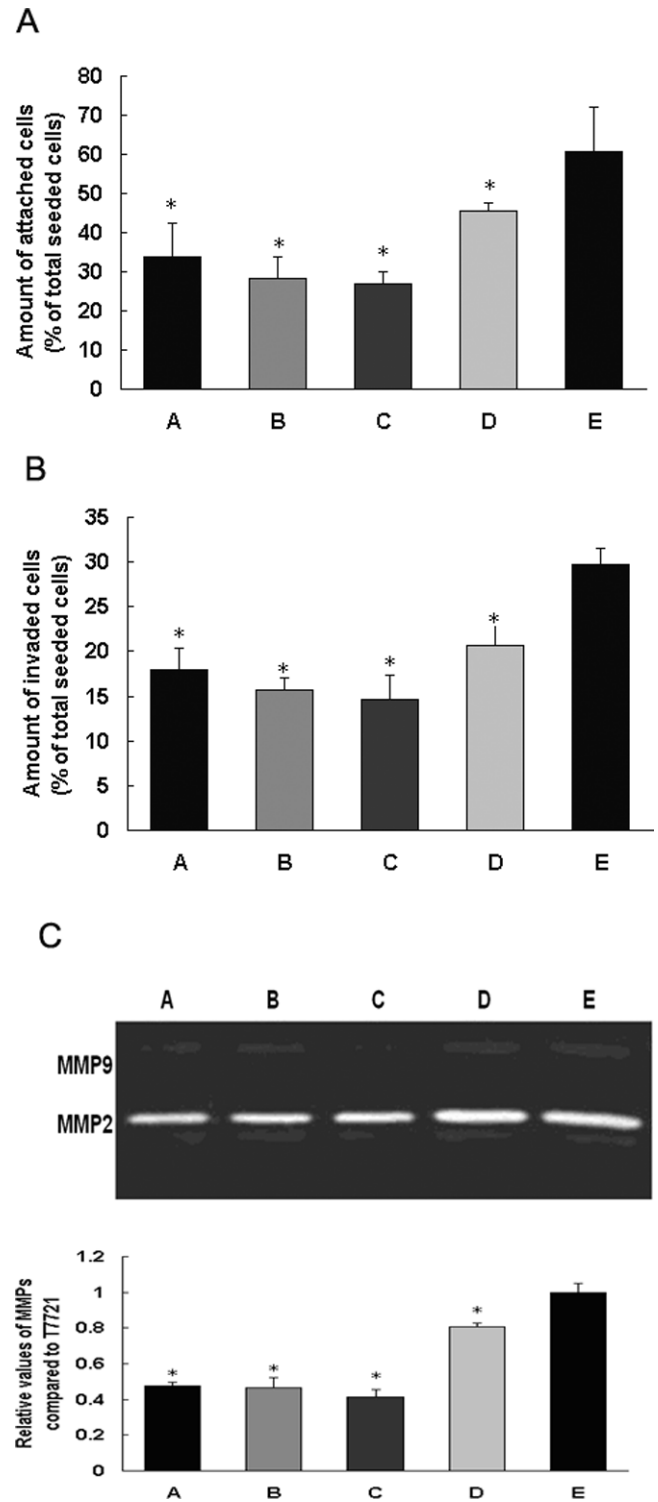 A
Amount of attached cells
(% of total seeded cells)
80
70
60
50
40
30
20
10
0
* * * *
A B C D E
B
Amount of invaded cells
(% of total seeded cells)
35
30
25
20
15
10
5
0
* * * *
A B C D E
C
A B C D E
MMP9
MMP2
Relative values of MMPs
compared to T7721
1.2
1
0.8
0.6
0.4
0.2
0
* * * *
A B C D E